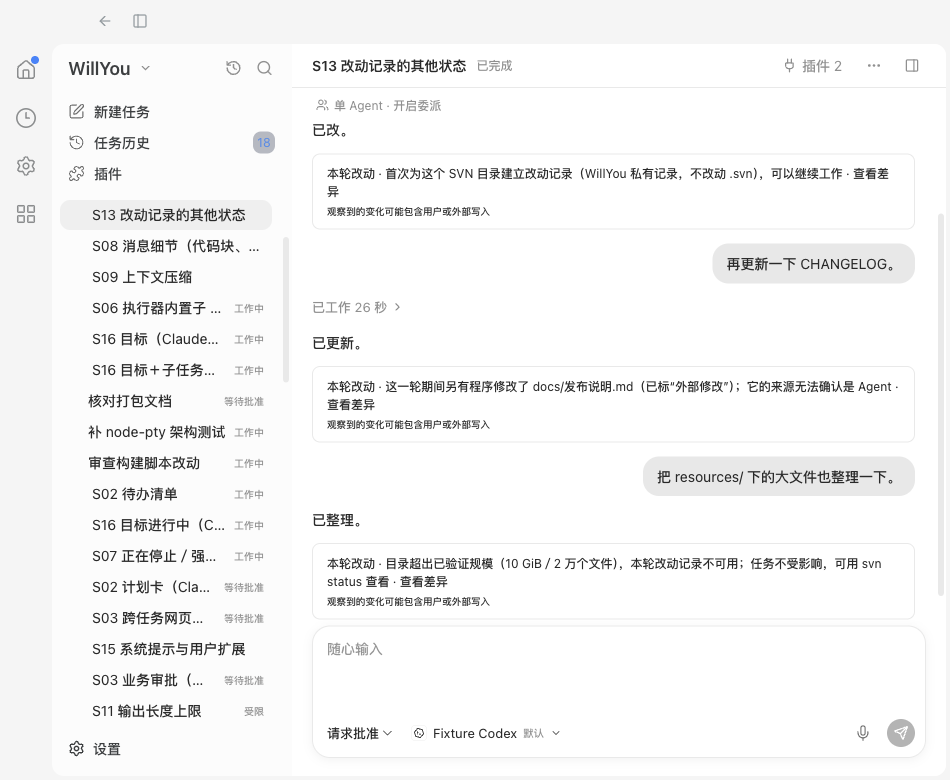 WillYou
新建任务
任务历史 18
插件
S13 改动记录的其他状态
S08 消息细节（代码块、...
S09 上下文压缩
S06 执行器内置子 ... 工作中
S16 目标（Claude... 工作中
S16 目标＋子任务... 工作中
核对打包文档 等待批准
补 node-pty 架构测试 工作中
审查构建脚本改动 工作中
S02 待办清单 工作中
S16 目标进行中（C... 工作中
S07 正在停止 / 强... 工作中
S02 计划卡（Cla... 等待批准
S03 跨任务网页... 等待批准
S15 系统提示与用户扩展
S03 业务审批（... 等待批准
S11 输出长度上限 受限
设置
S13 改动记录的其他状态 已完成
插件 2
单 Agent · 开启委派
已改。
本轮改动 · 首次为这个 SVN 目录建立改动记录（WillYou 私有记录，不改动 .svn），可以继续工作 · 查看差
异
观察到的变化可能包含用户或外部写入
再更新一下 CHANGELOG。
已工作 26 秒
已更新。
本轮改动 · 这一轮期间另有程序修改了 docs/发布说明.md（已标“外部修改”）；它的来源无法确认是 Agent ·
查看差异
观察到的变化可能包含用户或外部写入
把 resources/ 下的大文件也整理一下。
已整理。
本轮改动 · 目录超出已验证规模（10 GiB / 2 万个文件），本轮改动记录不可用；任务不受影响，可用 svn
status 查看 · 查看差异
观察到的变化可能包含用户或外部写入
随心输入
请求批准
Fixture Codex 默认